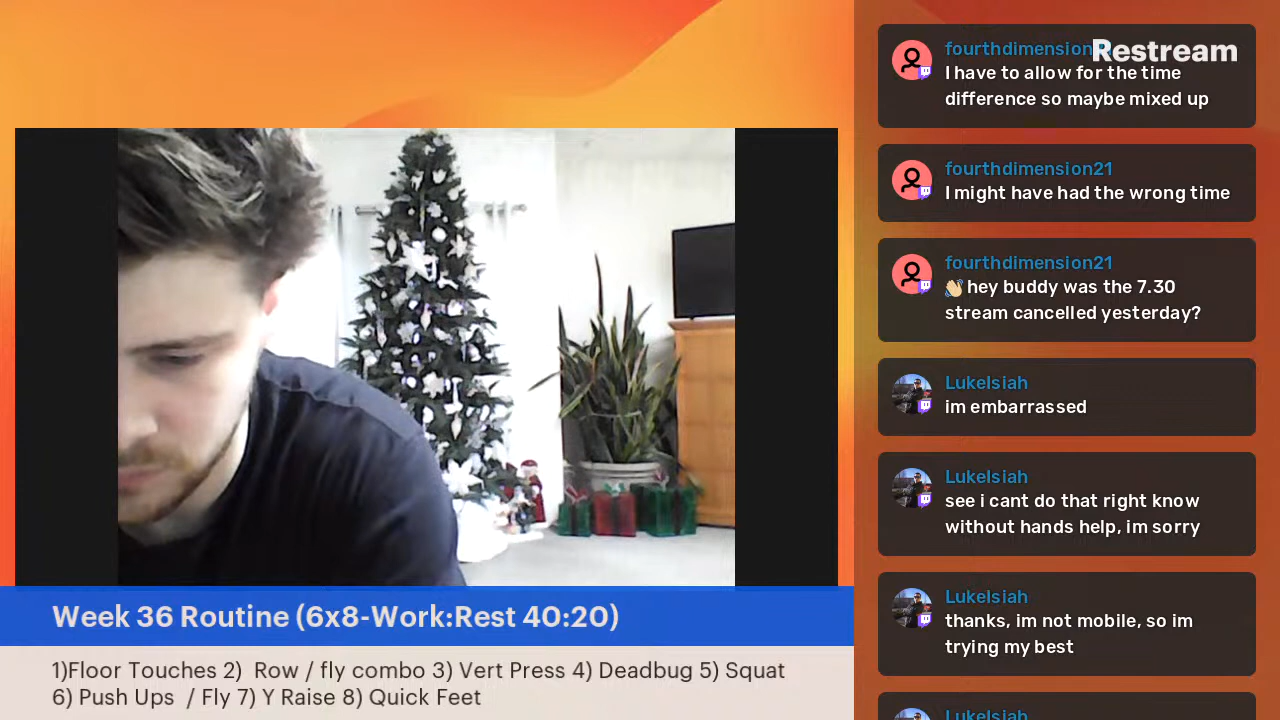 fourthdimension
Restream
I have to allow for the time
difference so maybe mixed up
fourthdimension21
I might have had the wrong time
fourthdimension21
👋 hey buddy was the 7.30
stream cancelled yesterday?
LukeIsiah
im embarrassed
LukeIsiah
see i cant do that right know
without hands help, im sorry
LukeIsiah
thanks, im not mobile, so im
trying my best
LukeIsiah
Week 36 Routine (6x8-Work:Rest 40:20)
1)Floor Touches 2) Row / fly combo 3) Vert Press 4) Deadbug 5) Squat
6) Push Ups / Fly 7) Y Raise 8) Quick Feet